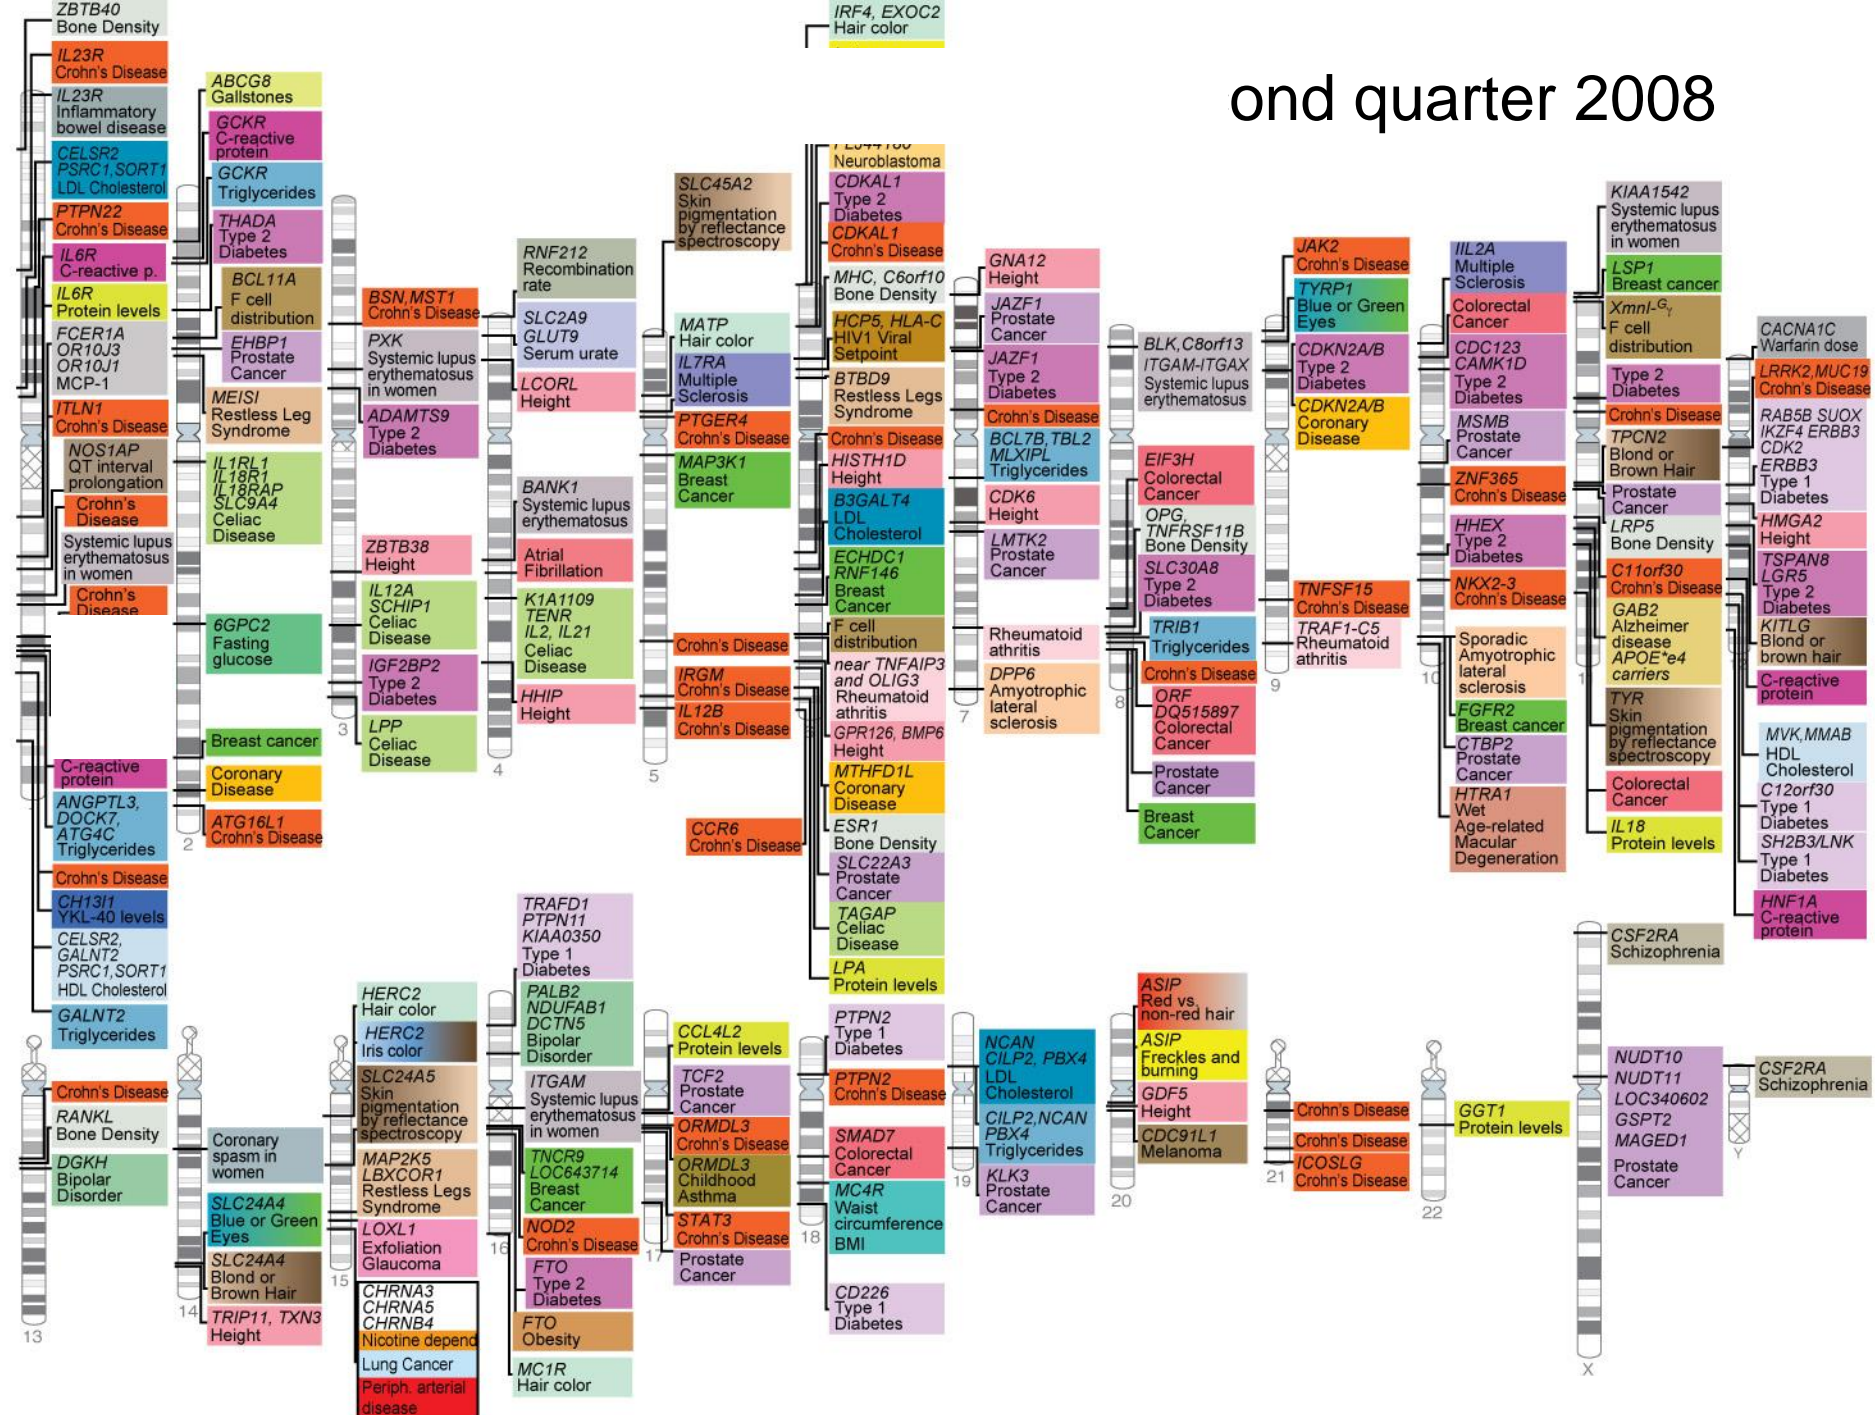 ond quarter 2008
ZBTB40
Bone Density
IL23R
Crohn's Disease
IL23R
Inflammatory
bowel disease
CELSR2
PSRC1,SORT1
LDL Cholesterol
PTPN22
Crohn's Disease
IL6R
C-reactive p.
IL6R
Protein levels
FCER1A
OR10J3
OR10J1
MCP-1
ITLN1
Crohn's Disease
NOS1AP
QT interval
prolongation
Crohn's
Disease
Systemic lupus
erythematosus
in women
Crohn's
Disease
C-reactive
protein
ANGPTL3,
DOCK7,
ATG4C
Triglycerides
Crohn's Disease
CH13I1
YKL-40 levels
CELSR2,
GALNT2
PSRC1,SORT1
HDL Cholesterol
GALNT2
Triglycerides
ABCG8
Gallstones
GCKR
C-reactive
protein
GCKR
Triglycerides
THADA
Type 2
Diabetes
BCL11A
F cell
distribution
EHBP1
Prostate
Cancer
MEISI
Restless Leg
Syndrome
IL1RL1
IL18R1
IL18RAP
SLC9A4
Celiac
Disease
6GPC2
Fasting
glucose
Breast cancer
Coronary
Disease
ATG16L1
Crohn's Disease
2
BSN,MST1
Crohn's Disease
PXK
Systemic lupus
erythematosus
in women
ADAMTS9
Type 2
Diabetes
ZBTB38
Height
IL12A
SCHIP1
Celiac
Disease
IGF2BP2
Type 2
Diabetes
LPP
Celiac
Disease
3
RNF212
Recombination
rate
SLC2A9
GLUT9
Serum urate
LCORL
Height
BANK1
Systemic lupus
erythematosus
Atrial
Fibrillation
K1A1109
TENR
IL2, IL21
Celiac
Disease
HHIP
Height
4
SLC45A2
Skin
pigmentation
by reflectance
spectroscopy
MATP
Hair color
IL7RA
Multiple
Sclerosis
PTGER4
Crohn's Disease
MAP3K1
Breast
Cancer
Crohn's Disease
IRGM
Crohn's Disease
IL12B
Crohn's Disease
5
CCR6
Crohn's Disease
IRF4, EXOC2
Hair color
Neuroblastoma
CDKAL1
Type 2
Diabetes
CDKAL1
Crohn's Disease
MHC, C6orf10
Bone Density
HCP5, HLA-C
HIV1 Viral
Setpoint
BTBD9
Restless Legs
Syndrome
Crohn's Disease
HISTH1D
Height
B3GALT4
LDL
Cholesterol
ECHDC1
RNF146
Breast
Cancer
F cell
distribution
near TNFAIP3
and OLIG3
Rheumatoid
athritis
GPR126, BMP6
Height
MTHFD1L
Coronary
Disease
ESR1
Bone Density
SLC22A3
Prostate
Cancer
TAGAP
Celiac
Disease
LPA
Protein levels
GNA12
Height
JAZF1
Prostate
Cancer
JAZF1
Type 2
Diabetes
Crohn's Disease
BCL7B,TBL2
MLXIPL
Triglycerides
CDK6
Height
LMTK2
Prostate
Cancer
Rheumatoid
athritis
DPP6
Amyotrophic
lateral
sclerosis
7
BLK,C8orf13
ITGAM-ITGAX
Systemic lupus
erythematosus
EIF3H
Colorectal
Cancer
OPG,
TNFRSF11B
Bone Density
SLC30A8
Type 2
Diabetes
TRIB1
Triglycerides
Crohn's Disease
ORF
DQ515897
Colorectal
Cancer
Prostate
Cancer
Breast
Cancer
8
JAK2
Crohn's Disease
TYRP1
Blue or Green
Eyes
CDKN2A/B
Type 2
Diabetes
CDKN2A/B
Coronary
Disease
TNFSF15
Crohn's Disease
TRAF1-C5
Rheumatoid
arthritis
9
IIL2A
Multiple
Sclerosis
Colorectal
Cancer
CDC123
CAMK1D
Type 2
Diabetes
MSMB
Prostate
Cancer
ZNF365
Crohn's Disease
HHEX
Type 2
Diabetes
NKX2-3
Crohn's Disease
Sporadic
Amyotrophic
lateral
sclerosis
FGFR2
Breast cancer
CTBP2
Prostate
Cancer
HTRA1
Wet
Age-related
Macular
Degeneration
10
KIAA1542
Systemic lupus
erythematosus
in women
LSP1
Breast cancer
XmnI-Gγ
F cell
distribution
Type 2
Diabetes
Crohn's Disease
TPCN2
Blond or
Brown Hair
Prostate
Cancer
LRP5
Bone Density
C11orf30
Crohn's Disease
GAB2
Alzheimer
disease
APOE*e4
carriers
TYR
Skin
pigmentation
by reflectance
spectroscopy
Colorectal
Cancer
IL18
Protein levels
1
CACNA1C
Warfarin dose
LRRK2,MUC19
Crohn's Disease
RAB5B SUOX
IKZF4 ERBB3
CDK2
ERBB3
Type 1
Diabetes
HMGA2
Height
TSPAN8
LGR5
Type 2
Diabetes
KITLG
Blond or
brown hair
C-reactive
protein
MVK,MMAB
HDL
Cholesterol
C12orf30
Type 1
Diabetes
SH2B3/LNK
Type 1
Diabetes
HNF1A
C-reactive
protein
Crohn's Disease
RANKL
Bone Density
DGKH
Bipolar
Disorder
13
Coronary
spasm in
women
SLC24A4
Blue or Green
Eyes
SLC24A4
Blond or
Brown Hair
TRIP11, TXN3
Height
14
HERC2
Hair color
HERC2
Iris color
SLC24A5
Skin
pigmentation
by reflectance
spectroscopy
MAP2K5
LBXCOR1
Restless Legs
Syndrome
LOXL1
Exfoliation
Glaucoma
CHRNA3
CHRNA5
CHRNB4
Nicotine depend
Lung Cancer
Periph. arterial
disease
15
TRAFD1
PTPN11
KIAA0350
Type 1
Diabetes
PALB2
NDUFAB1
DCTN5
Bipolar
Disorder
ITGAM
Systemic lupus
erythematosus
in women
TNCR9
LOC643714
Breast
Cancer
NOD2
Crohn's Disease
FTO
Type 2
Diabetes
FTO
Obesity
MC1R
Hair color
16
CCL4L2
Protein levels
TCF2
Prostate
Cancer
ORMDL3
Crohn's Disease
ORMDL3
Childhood
Asthma
STAT3
Crohn's Disease
Prostate
Cancer
17
PTPN2
Type 1
Diabetes
PTPN2
Crohn's Disease
SMAD7
Colorectal
Cancer
MC4R
Waist
circumference
BMI
CD226
Type 1
Diabetes
18
NCAN
CILP2, PBX4
LDL
Cholesterol
CILP2,NCAN
PBX4
Triglycerides
KLK3
Prostate
Cancer
19
ASIP
Red vs.
non-red hair
ASIP
Freckles and
burning
GDF5
Height
CDC91L1
Melanoma
20
Crohn's Disease
Crohn's Disease
ICOSLG
Crohn's Disease
21
GGT1
Protein levels
22
CSF2RA
Schizophrenia
NUDT10
NUDT11
LOC340602
GSPT2
MAGED1
Prostate
Cancer
X
CSF2RA
Schizophrenia
Y